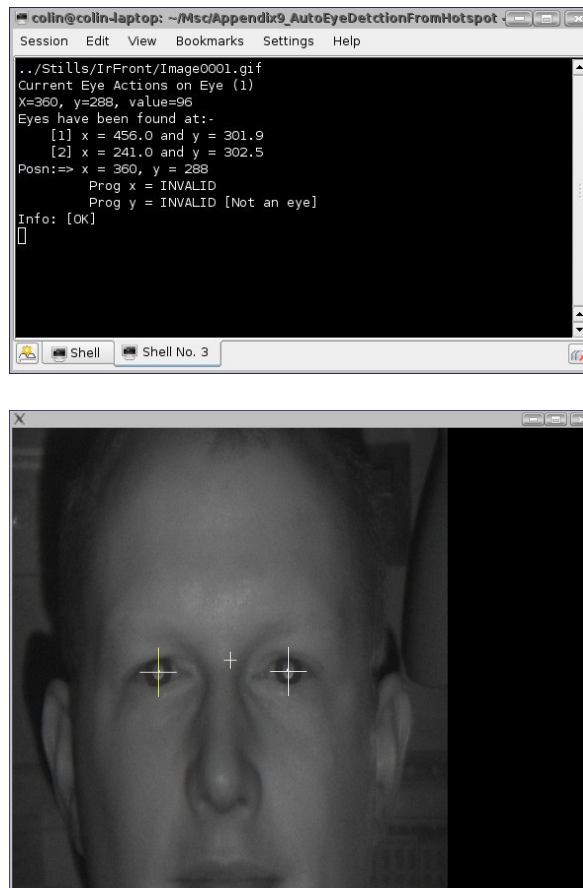 colin@colin-laptop: ~/Msc/Appendix9_AutoEyeDetctionFromHotspot -
Session Edit View Bookmarks Settings Help
../Stills/IrFront/Image0001.gif
Current Eye Actions on Eye (1)
X=360, y=288, value=96
Eyes have been found at:-
[1] x = 456.0 and y = 301.9
[2] x = 241.0 and y = 302.5
Posn:=> x = 360, y = 288
Prog x = INVALID
Prog y = INVALID [Not an eye]
Info: [OK]
Shell Shell No. 3